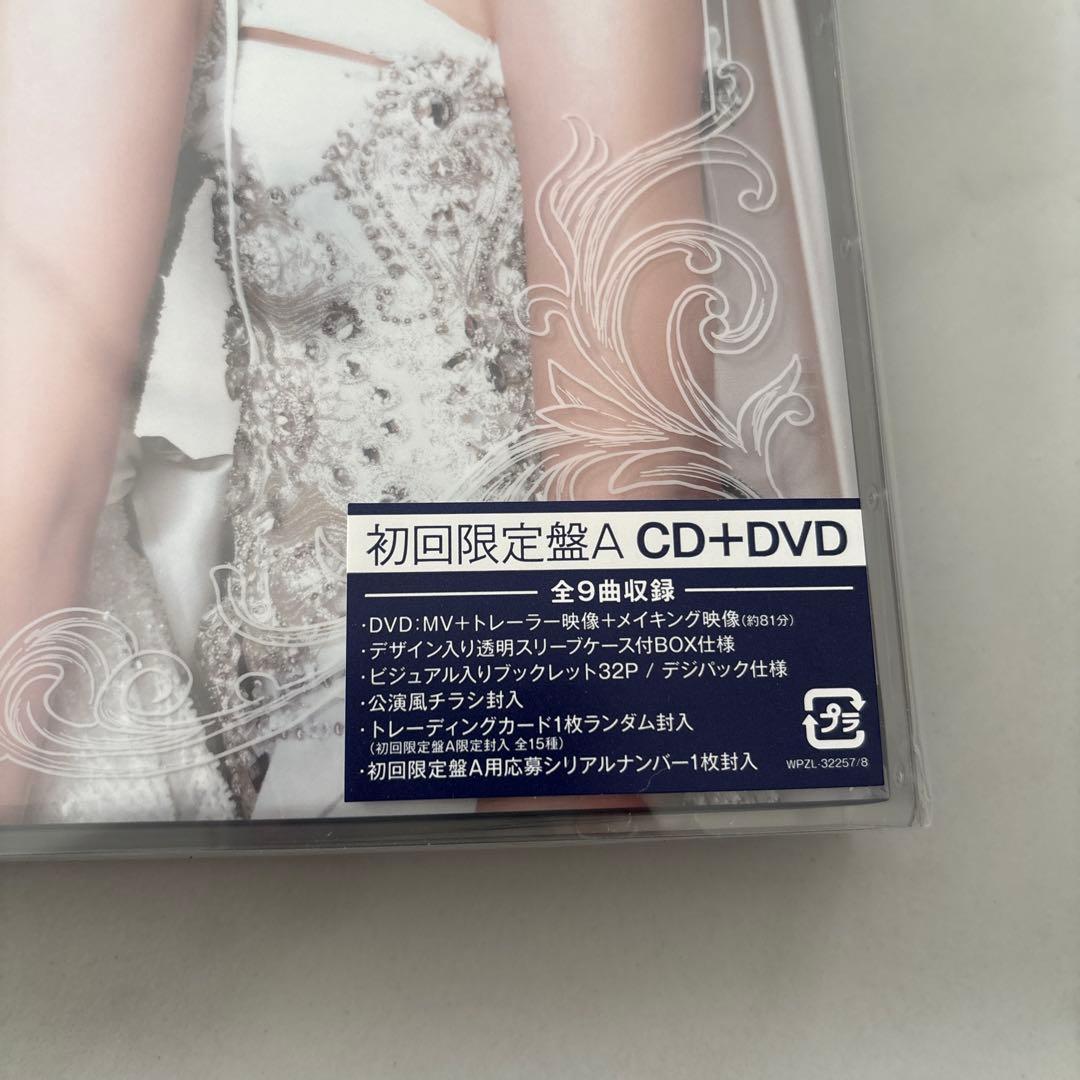 初回限定盤A CD+DVD
全9曲収録
・DVD：MV＋トレーラー映像＋メイキング映像（約81分）
・デザイン入り透明スリーブケース付BOX仕様
・ビジュアル入りブックレット32P / デジパック仕様
・公演風チラシ封入
・トレーディングカード1枚ランダム封入
（初回限定盤A限定封入 全15種）
・初回限定盤A用応募シリアルナンバー1枚封入
プラ
WPZL-32257/8